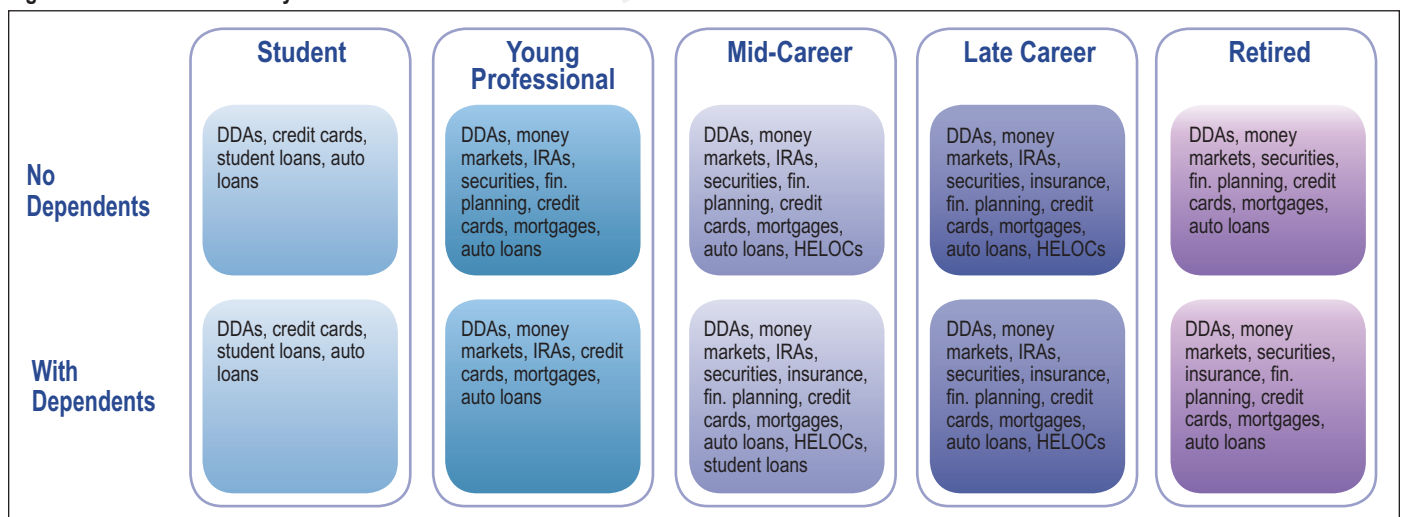 Student
Young
Professional
Mid-Career
Late Career
Retired
No
Dependents
DDAs, credit cards,
student loans, auto
loans
DDAs, money
markets, IRAs,
securities, fin.
planning, credit
cards, mortgages,
auto loans
DDAs, money
markets, IRAs,
securities, fin.
planning, credit
cards, mortgages,
auto loans, HELOCs
DDAs, money
markets, IRAs,
securities, insurance,
fin. planning, credit
cards, mortgages,
auto loans, HELOCs
DDAs, money
markets, securities,
fin. planning, credit
cards, mortgages,
auto loans
With
Dependents
DDAs, credit cards,
student loans, auto
loans
DDAs, money
markets, IRAs, credit
cards, mortgages,
auto loans
DDAs, money
markets, IRAs,
securities, insurance,
fin. planning, credit
cards, mortgages,
auto loans, HELOCs,
student loans
DDAs, money
markets, IRAs,
securities, insurance,
fin. planning, credit
cards, mortgages,
auto loans, HELOCs
DDAs, money
markets, securities,
insurance, fin.
planning, credit
cards, mortgages,
auto loans